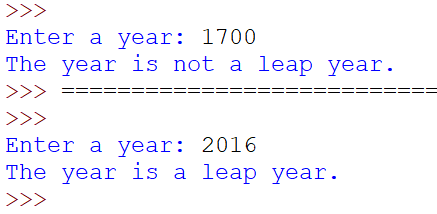 >>>
Enter a year: 1700
The year is not a leap year.
>>> ===========================
>>>
Enter a year: 2016
The year is a leap year.
>>>